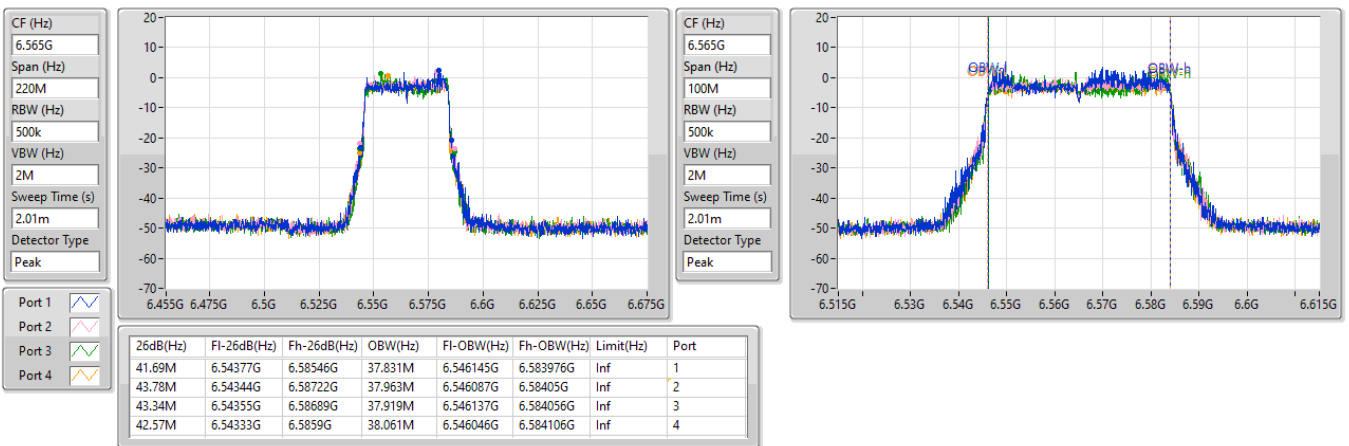 CF (Hz)
6.565G
Span (Hz)
220M
RBW (Hz)
500k
VBW (Hz)
2M
Sweep Time (s)
2.01m
Detector Type
Peak
20
10
0
-10
-20
-30
-40
-50
-60
-70
6.455G 6.475G 6.5G 6.525G 6.55G 6.575G 6.6G 6.625G 6.65G 6.675G
CF (Hz)
6.565G
Span (Hz)
100M
RBW (Hz)
500k
VBW (Hz)
2M
Sweep Time (s)
2.01m
Detector Type
Peak
20
10
0
-10
-20
-30
-40
-50
-60
-70
OBW-h
6.515G 6.53G 6.54G 6.55G 6.56G 6.57G 6.58G 6.59G 6.6G 6.615G
Port 1
Port 2
Port 3
Port 4
26dB(Hz) Fl-26dB(Hz) Fh-26dB(Hz) OBW(Hz) Fl-OBW(Hz) Fh-OBW(Hz) Limit(Hz) Port
41.69M 6.54377G 6.58546G 37.831M 6.546145G 6.583976G Inf 1
43.78M 6.54344G 6.58722G 37.963M 6.546087G 6.58405G Inf 2
43.34M 6.54355G 6.58689G 37.919M 6.546137G 6.584056G Inf 3
42.57M 6.54333G 6.5859G 38.061M 6.546046G 6.584106G Inf 4